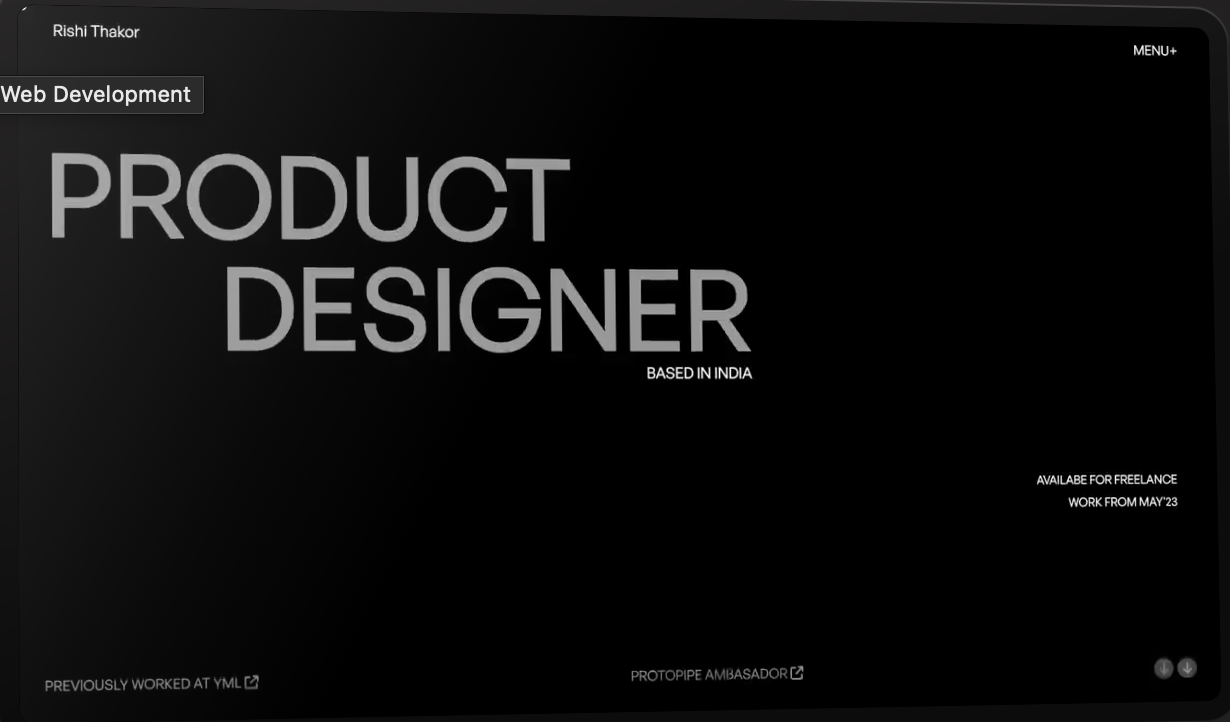 Rishi Thakor
MENU+
Web Development
PRODUCT
DESIGNER
BASED IN INDIA
AVAILABE FOR FREELANCE
WORK FROM MAY'23
PREVIOUSLY WORKED AT YML
PROTOPIPE AMBASADOR